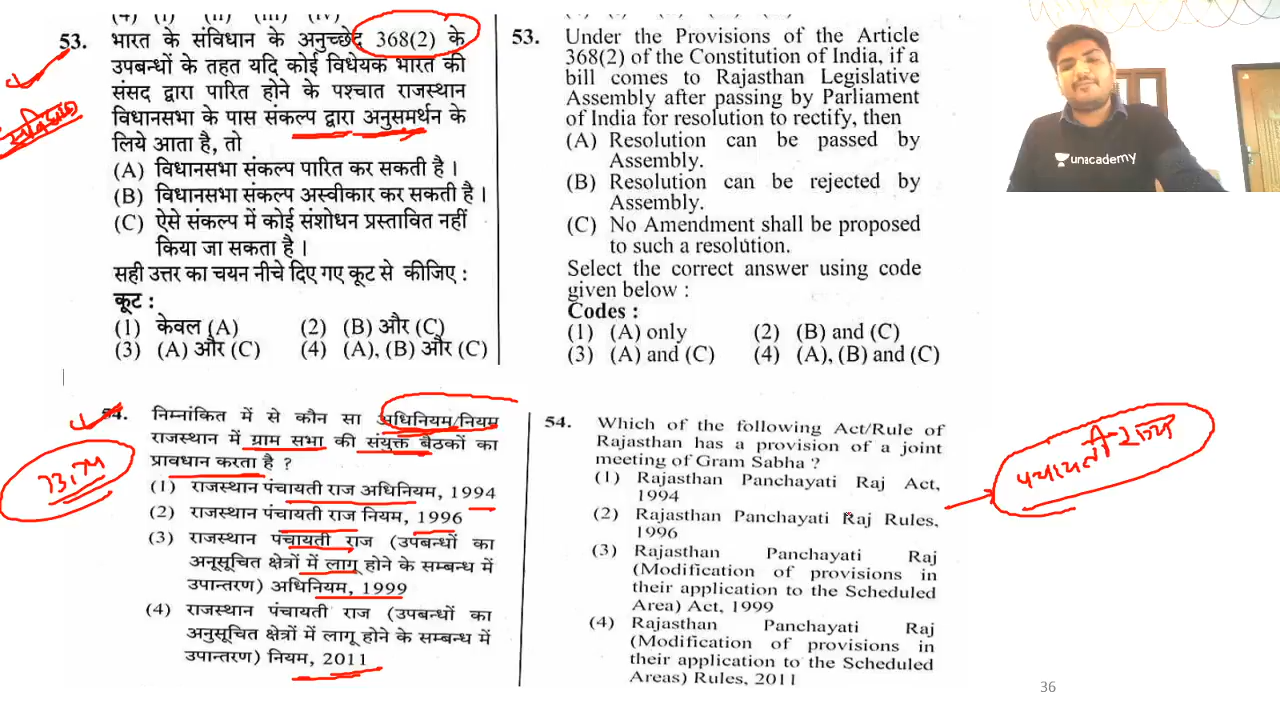 53. भारत के संविधान के अनुच्छेद 368(2) के
उपबन्धों के तहत यदि कोई विधेयक भारत की
संसद द्वारा पारित होने के पश्चात राजस्थान
विधानसभा के पास संकल्प द्वारा अनुसमर्थन के
लिये आता है, तो
(A) विधानसभा संकल्प पारित कर सकती है ।
(B) विधानसभा संकल्प अस्वीकार कर सकती है ।
(C) ऐसे संकल्प में कोई संशोधन प्रस्तावित नहीं
किया जा सकता है ।
सही उत्तर का चयन नीचे दिए गए कूट से कीजिए :
कूट :
(1) केवल (A) (2) (B) और (C)
(3) (A) और (C) (4) (A), (B) और (C)
53. Under the Provisions of the Article
368(2) of the Constitution of India, if a
bill comes to Rajasthan Legislative
Assembly after passing by Parliament
of India for resolution to rectify, then
(A) Resolution can be passed by
Assembly.
(B) Resolution can be rejected by
Assembly.
(C) No Amendment shall be proposed
to such a resolution.
Select the correct answer using code
given below :
Codes :
(1) (A) only (2) (B) and (C)
(3) (A) and (C) (4) (A), (B) and (C)
unacademy
54. निम्नांकित में से कौन सा अधिनियम/नियम
राजस्थान में ग्राम सभा की संयुक्त बैठकों का
प्रावधान करता है ?
(1) राजस्थान पंचायती राज अधिनियम, 1994
(2) राजस्थान पंचायती राज नियम, 1996
(3) राजस्थान पंचायती राज (उपबन्धों का
अनूसूचित क्षेत्रों में लागू होने के सम्बन्ध में
उपान्तरण) अधिनियम, 1999
(4) राजस्थान पंचायती राज (उपबन्धों का
अनुसूचित क्षेत्रों में लागू होने के सम्बन्ध में
उपान्तरण) नियम, 2011
73,74
54. Which of the following Act/Rule of
Rajasthan has a provision of a joint
meeting of Gram Sabha ?
(1) Rajasthan Panchayati Raj Act,
1994
(2) Rajasthan Panchayati Raj Rules,
1996
(3) Rajasthan Panchayati Raj
(Modification of provisions in
their application to the Scheduled
Area) Act, 1999
(4) Rajasthan Panchayati Raj
(Modification of provisions in
their application to the Scheduled
Areas) Rules, 2011
पंचायती राज्य
36